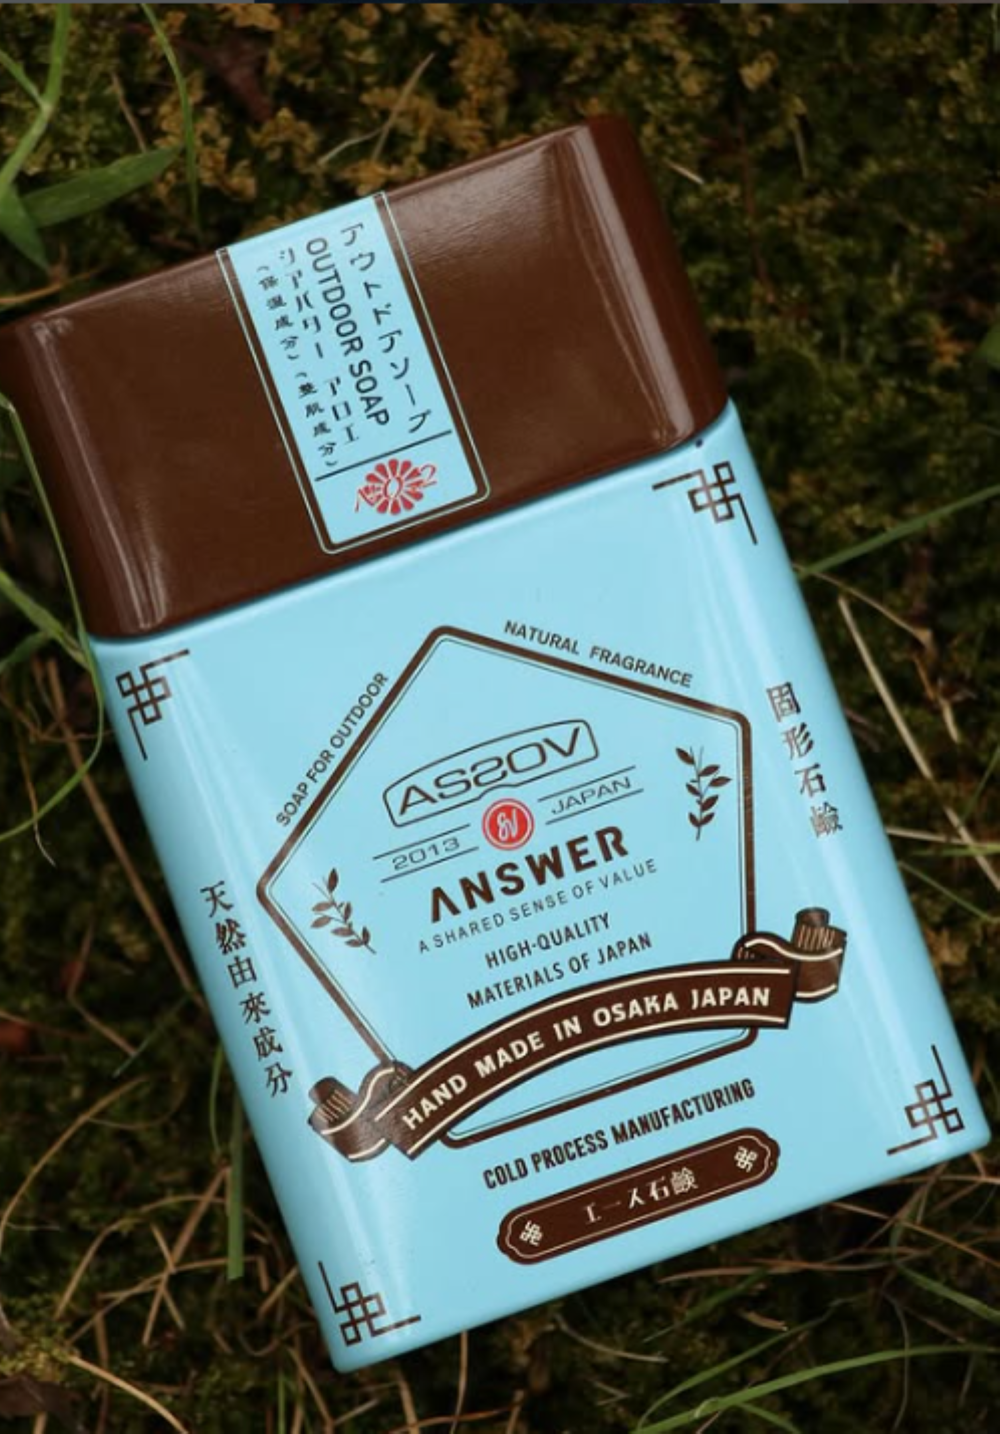 アウトドアソープ
OUTDOOR SOAP
シアバター アロエ
(保湿成分) (整肌成分)
SOAP FOR OUTDOOR
NATURAL FRAGRANCE
ASSOV
2013
JAPAN
ANSWER
A SHARED SENSE OF VALUE
HIGH-QUALITY
MATERIALS OF JAPAN
HAND MADE IN OSAKA JAPAN
COLD PROCESS MANUFACTURING
エース石鹸
天然由來成分
固形石鹸